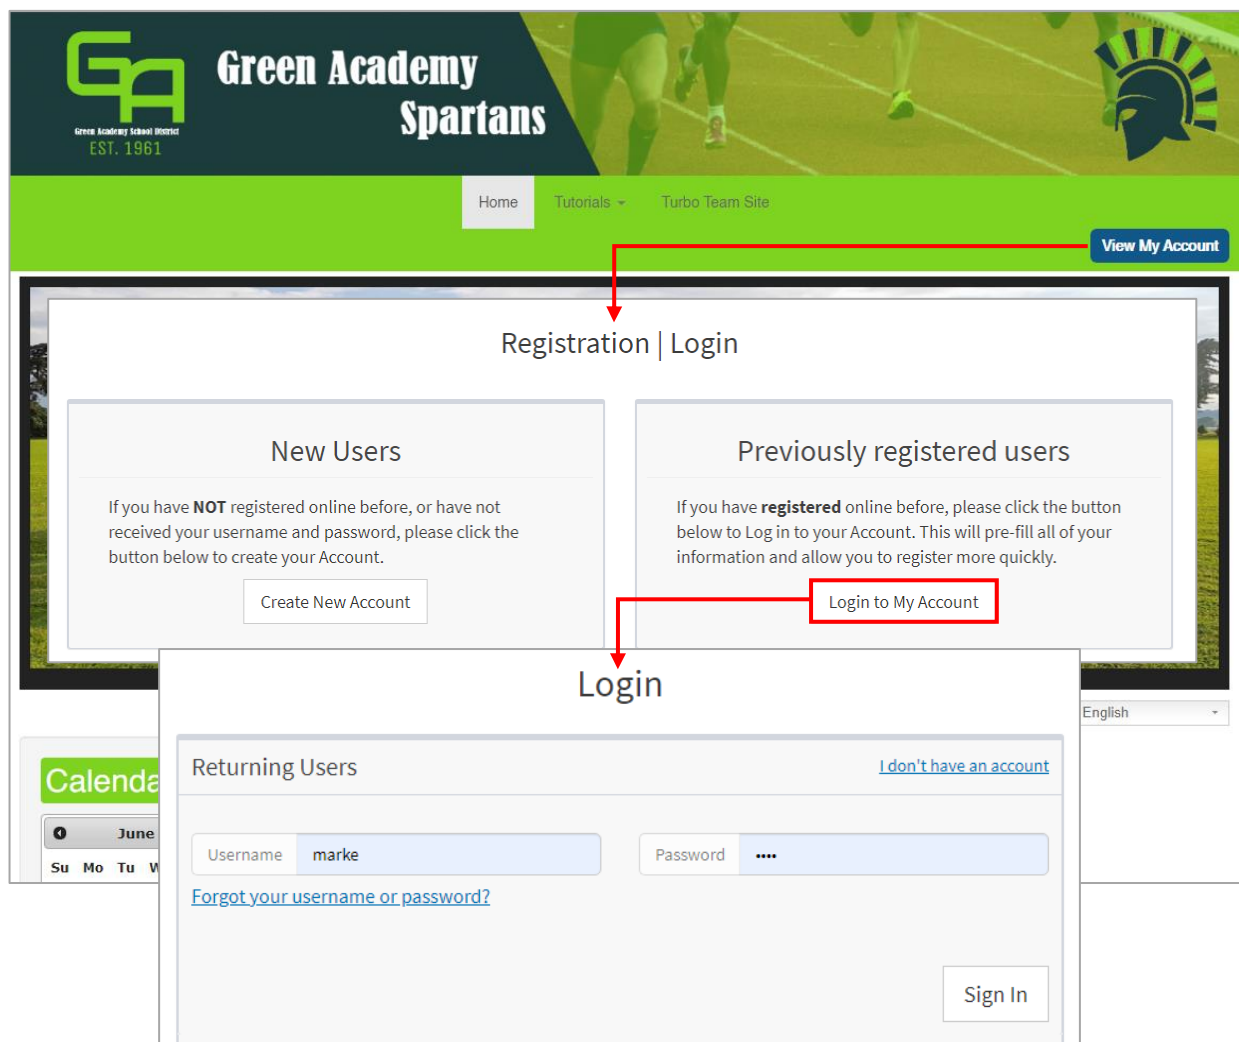 Green Academy
Spartans
Green Academy School District
EST. 1961
Home
Tutorials
Turbo Team Site
View My Account
Registration | Login
New Users
If you have NOT registered online before, or have not
received your username and password, please click the
button below to create your Account.
Create New Account
Previously registered users
If you have registered online before, please click the button
below to Log in to your Account. This will pre-fill all of your
information and allow you to register more quickly.
Login to My Account
English
Login
Returning Users
I don't have an account
Username
marke
Password
••••
Forgot your username or password?
Sign In
Calenda
June
Su Mo Tu W